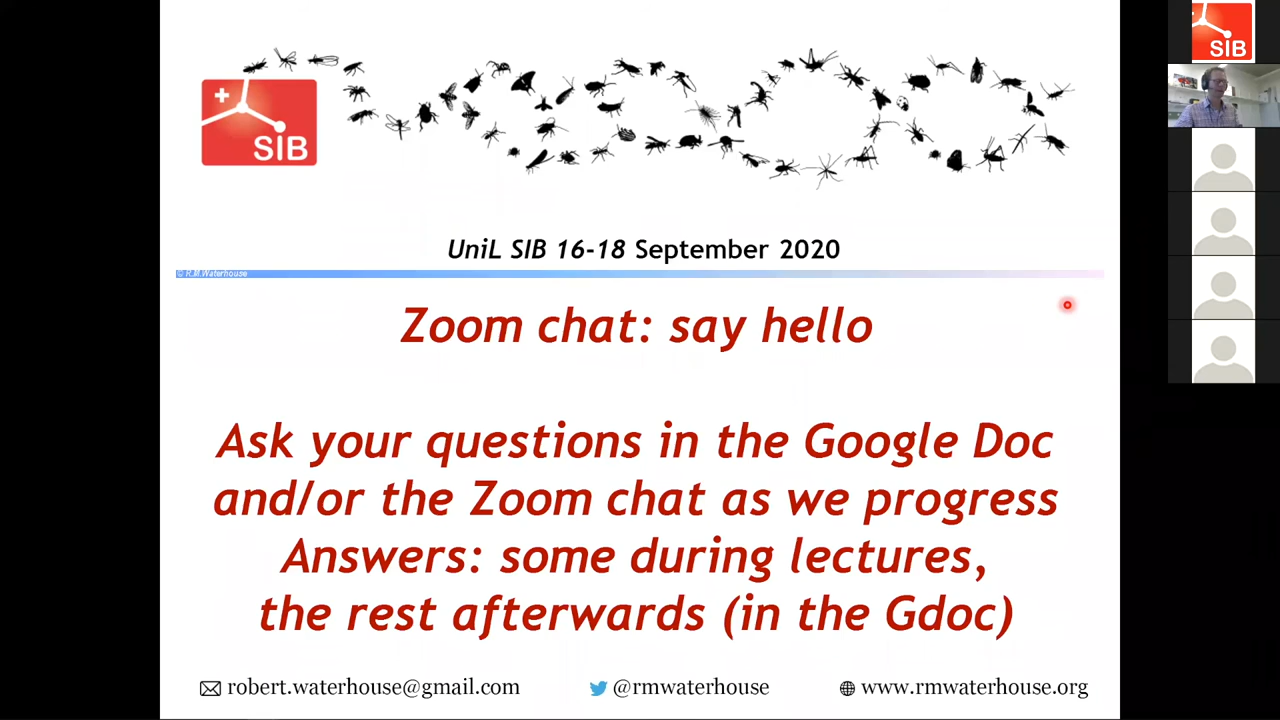 SIB
SIB
UniL SIB 16-18 September 2020
© R.M.Waterhouse
Zoom chat: say hello
Ask your questions in the Google Doc
and/or the Zoom chat as we progress
Answers: some during lectures,
the rest afterwards (in the Gdoc)
robert.waterhouse@gmail.com
@rmwaterhouse
www.rmwaterhouse.org